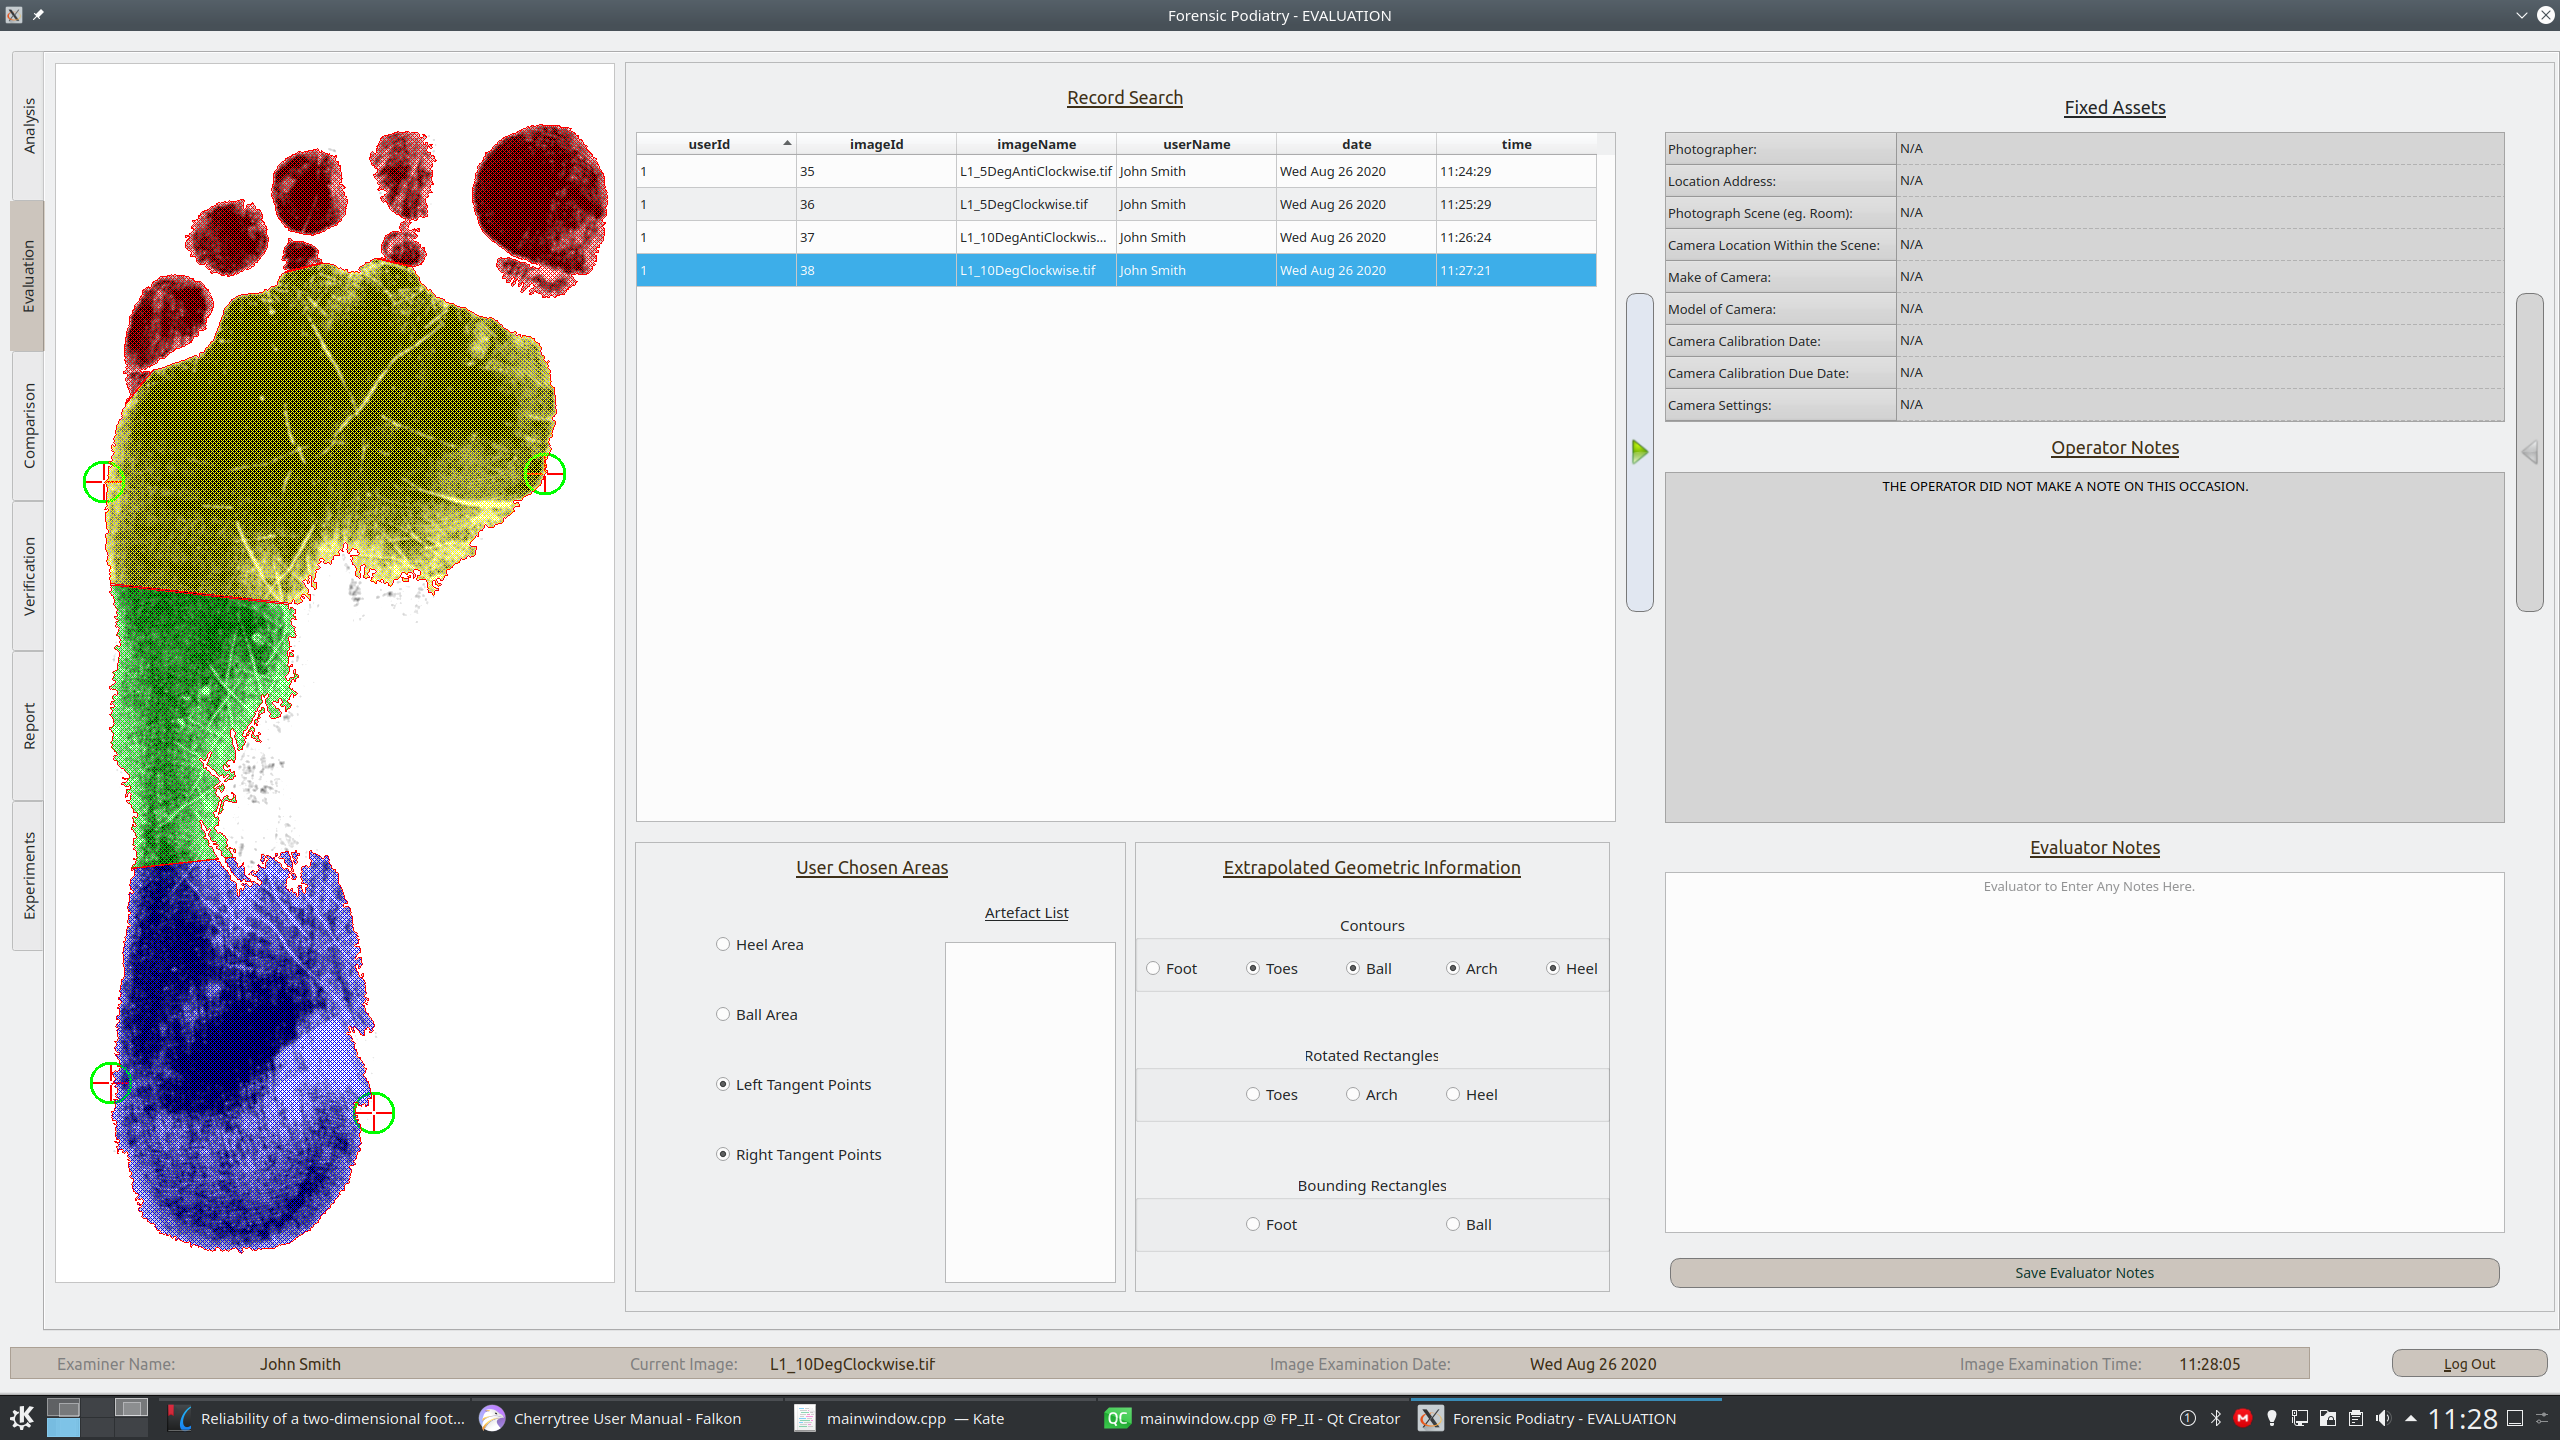 Forensic Podiatry - EVALUATION
Analysis
Evaluation
Comparison
Verification
Report
Experiments
Record Search
userId imageId imageName userName date time
1 35 L1_5DegAntiClockwise.tif John Smith Wed Aug 26 2020 11:24:29
1 36 L1_5DegClockwise.tif John Smith Wed Aug 26 2020 11:25:29
1 37 L1_10DegAntiClockwis... John Smith Wed Aug 26 2020 11:26:24
1 38 L1_10DegClockwise.tif John Smith Wed Aug 26 2020 11:27:21
User Chosen Areas
Artefact List
Heel Area
Ball Area
Left Tangent Points
Right Tangent Points
Extrapolated Geometric Information
Contours
Foot Toes Ball Arch Heel
Rotated Rectangles
Toes Arch Heel
Bounding Rectangles
Foot Ball
Fixed Assets
Photographer: N/A
Location Address: N/A
Photograph Scene (eg. Room): N/A
Camera Location Within the Scene: N/A
Make of Camera: N/A
Model of Camera: N/A
Camera Calibration Date: N/A
Camera Calibration Due Date: N/A
Camera Settings: N/A
Operator Notes
THE OPERATOR DID NOT MAKE A NOTE ON THIS OCCASION.
Evaluator Notes
Evaluator to Enter Any Notes Here.
Save Evaluator Notes
Examiner Name: John Smith Current Image: L1_10DegClockwise.tif Image Examination Date: Wed Aug 26 2020 Image Examination Time: 11:28:05 Log Out
Reliability of a two-dimensional foot... Cherrytree User Manual - Falkon mainwindow.cpp — Kate QC mainwindow.cpp @ FP_II - Qt Creator Forensic Podiatry - EVALUATION 11:28